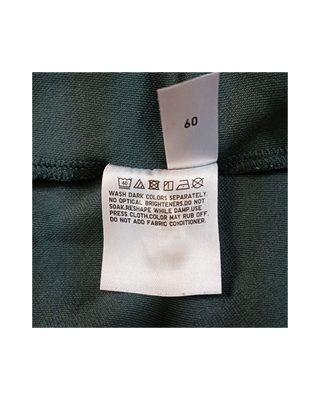 60
40
WASH DARK COLORS SEPARATELY.
NO OPTICAL BRIGHTENERS.DO NOT
SOAK.RESHAPE WHILE DAMP.USE
PRESS CLOTH.COLOR MAY RUB OFF.
DO NOT ADD FABRIC CONDITIONER.